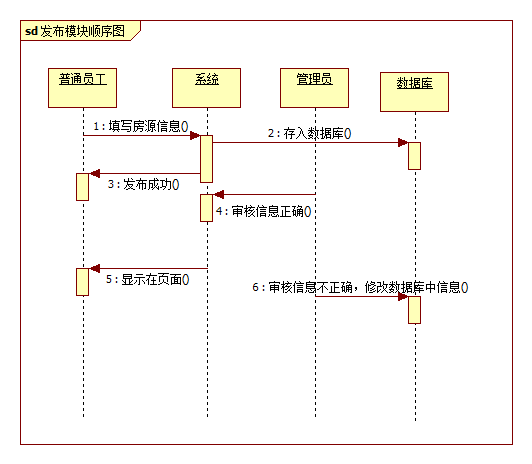 sd 发布模块顺序图
普通员工
系统
管理员
数据库
1 : 填写房源信息()
2 : 存入数据库()
3 : 发布成功()
4 : 审核信息正确()
5 : 显示在页面()
6 : 审核信息不正确，修改数据库中信息()